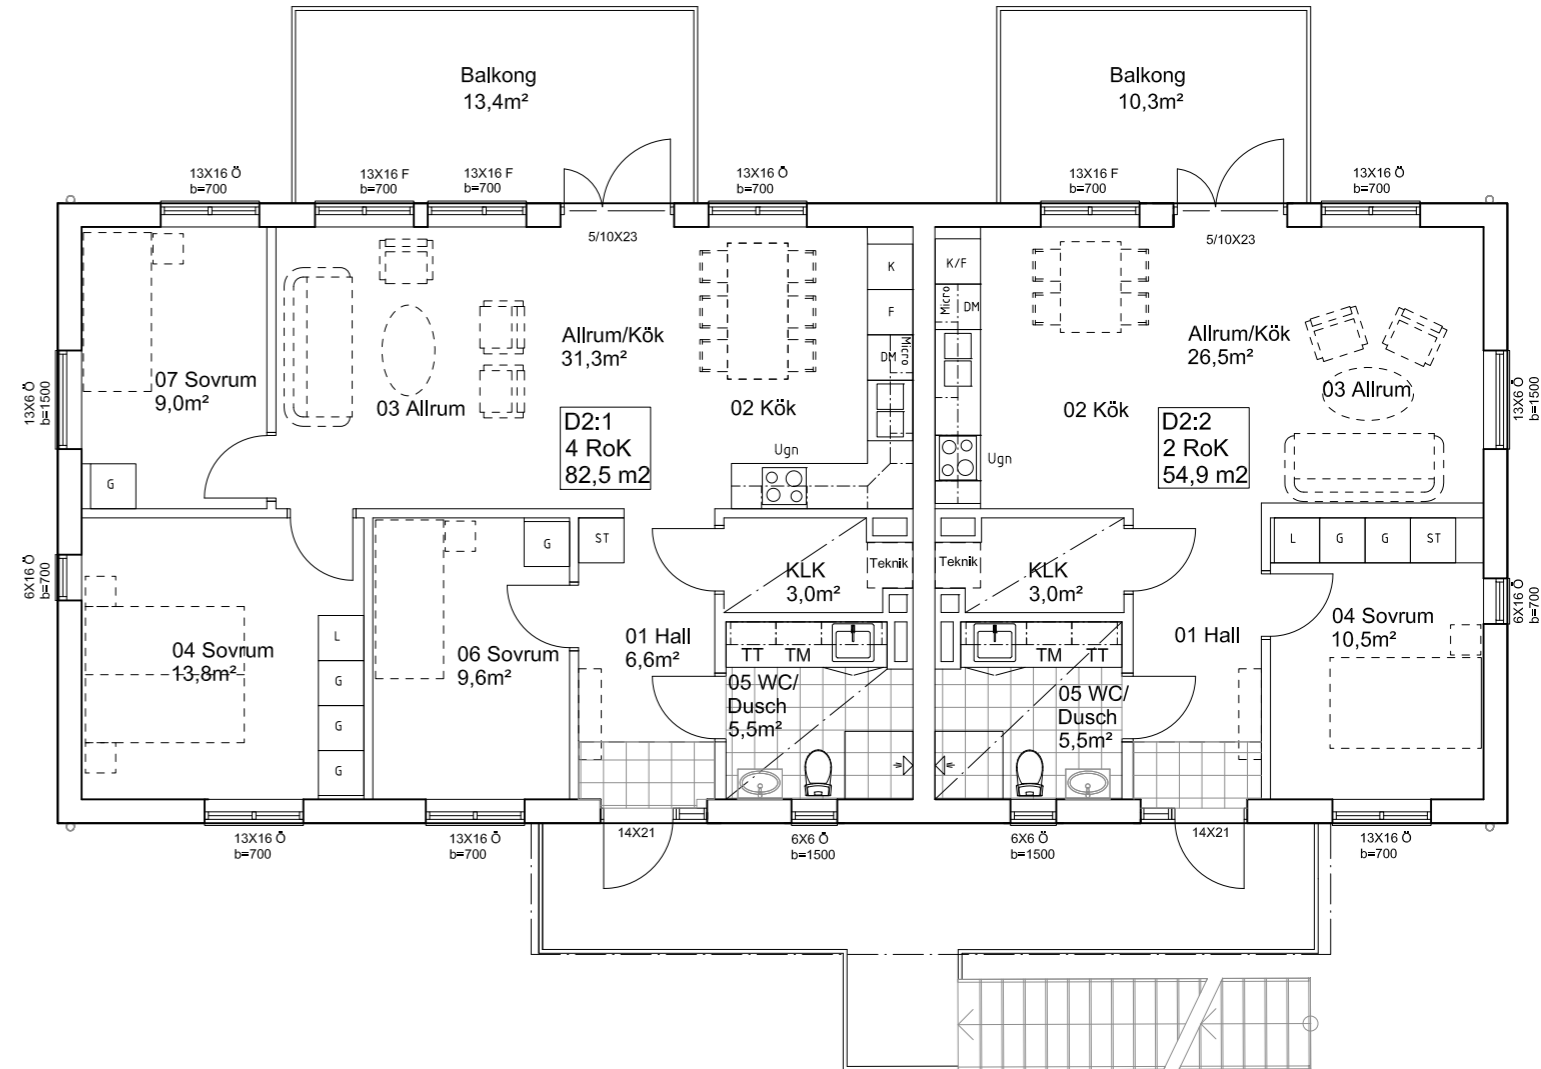 Balkong
13,4m²
Balkong
10,3m²
13X16 Ö
b=700
13X16 F
b=700
13X16 F
b=700
13X16 Ö
b=700
13X16 F
b=700
13X16 Ö
b=700
5/10X23
5/10X23
K
F
DM
Micro
K/F
Micro
DM
Allrum/Kök
31,3m²
Allrum/Kök
26,5m²
13X6 Ö
b=1500
07 Sovrum
9,0m²
03 Allrum
02 Kök
02 Kök
03 Allrum
13X6 Ö
b=1500
D2:1
4 RoK
82,5 m2
D2:2
2 RoK
54,9 m2
Ugn
Ugn
G
G
ST
L
G
G
ST
6X16 Ö
b=700
Teknik
Teknik
KLK
3,0m²
KLK
3,0m²
6X16 Ö
b=700
04 Sovrum
13,8m²
L
G
G
G
06 Sovrum
9,6m²
01 Hall
6,6m²
TT
TM
TM
TT
01 Hall
04 Sovrum
10,5m²
05 WC/
Dusch
5,5m²
05 WC/
Dusch
5,5m²
13X16 Ö
b=700
13X16 Ö
b=700
14X21
6X6 Ö
b=1500
6X6 Ö
b=1500
14X21
13X16 Ö
b=700